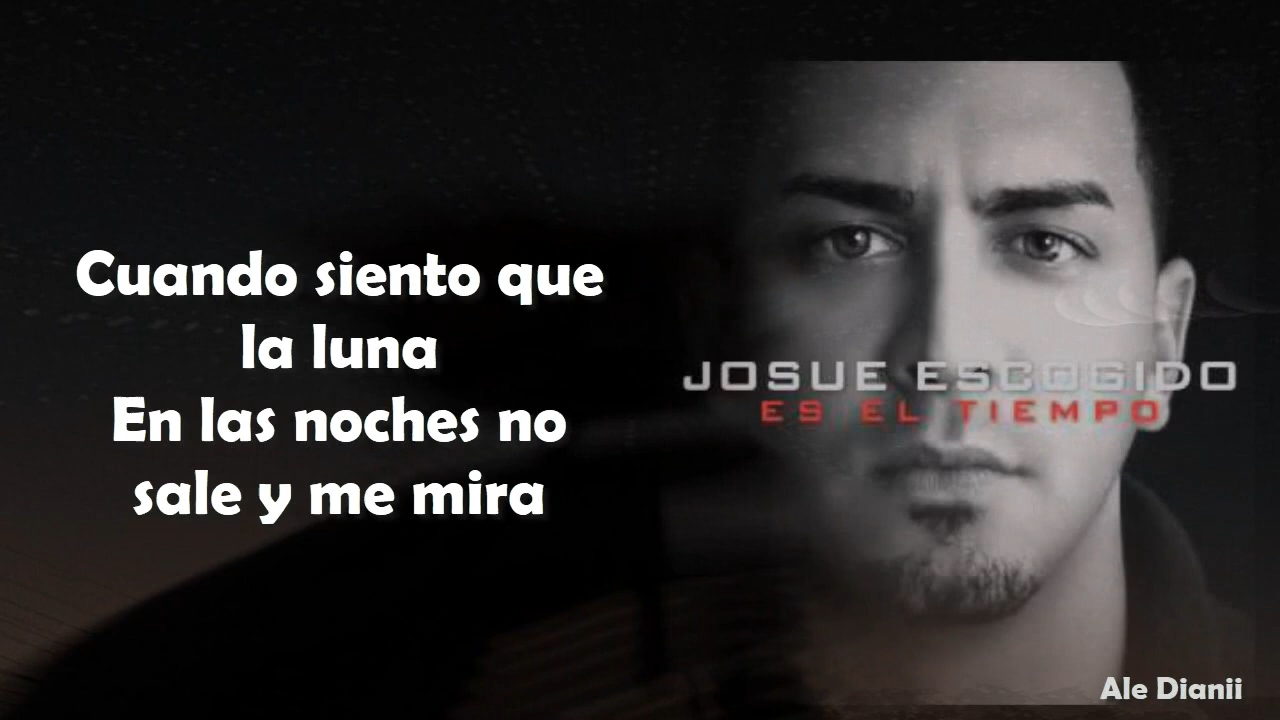 Cuando siento que
la luna
En las noches no
sale y me mira
JOSUE ESCOGIDO
ES EL TIEMPO
Ale Dianii